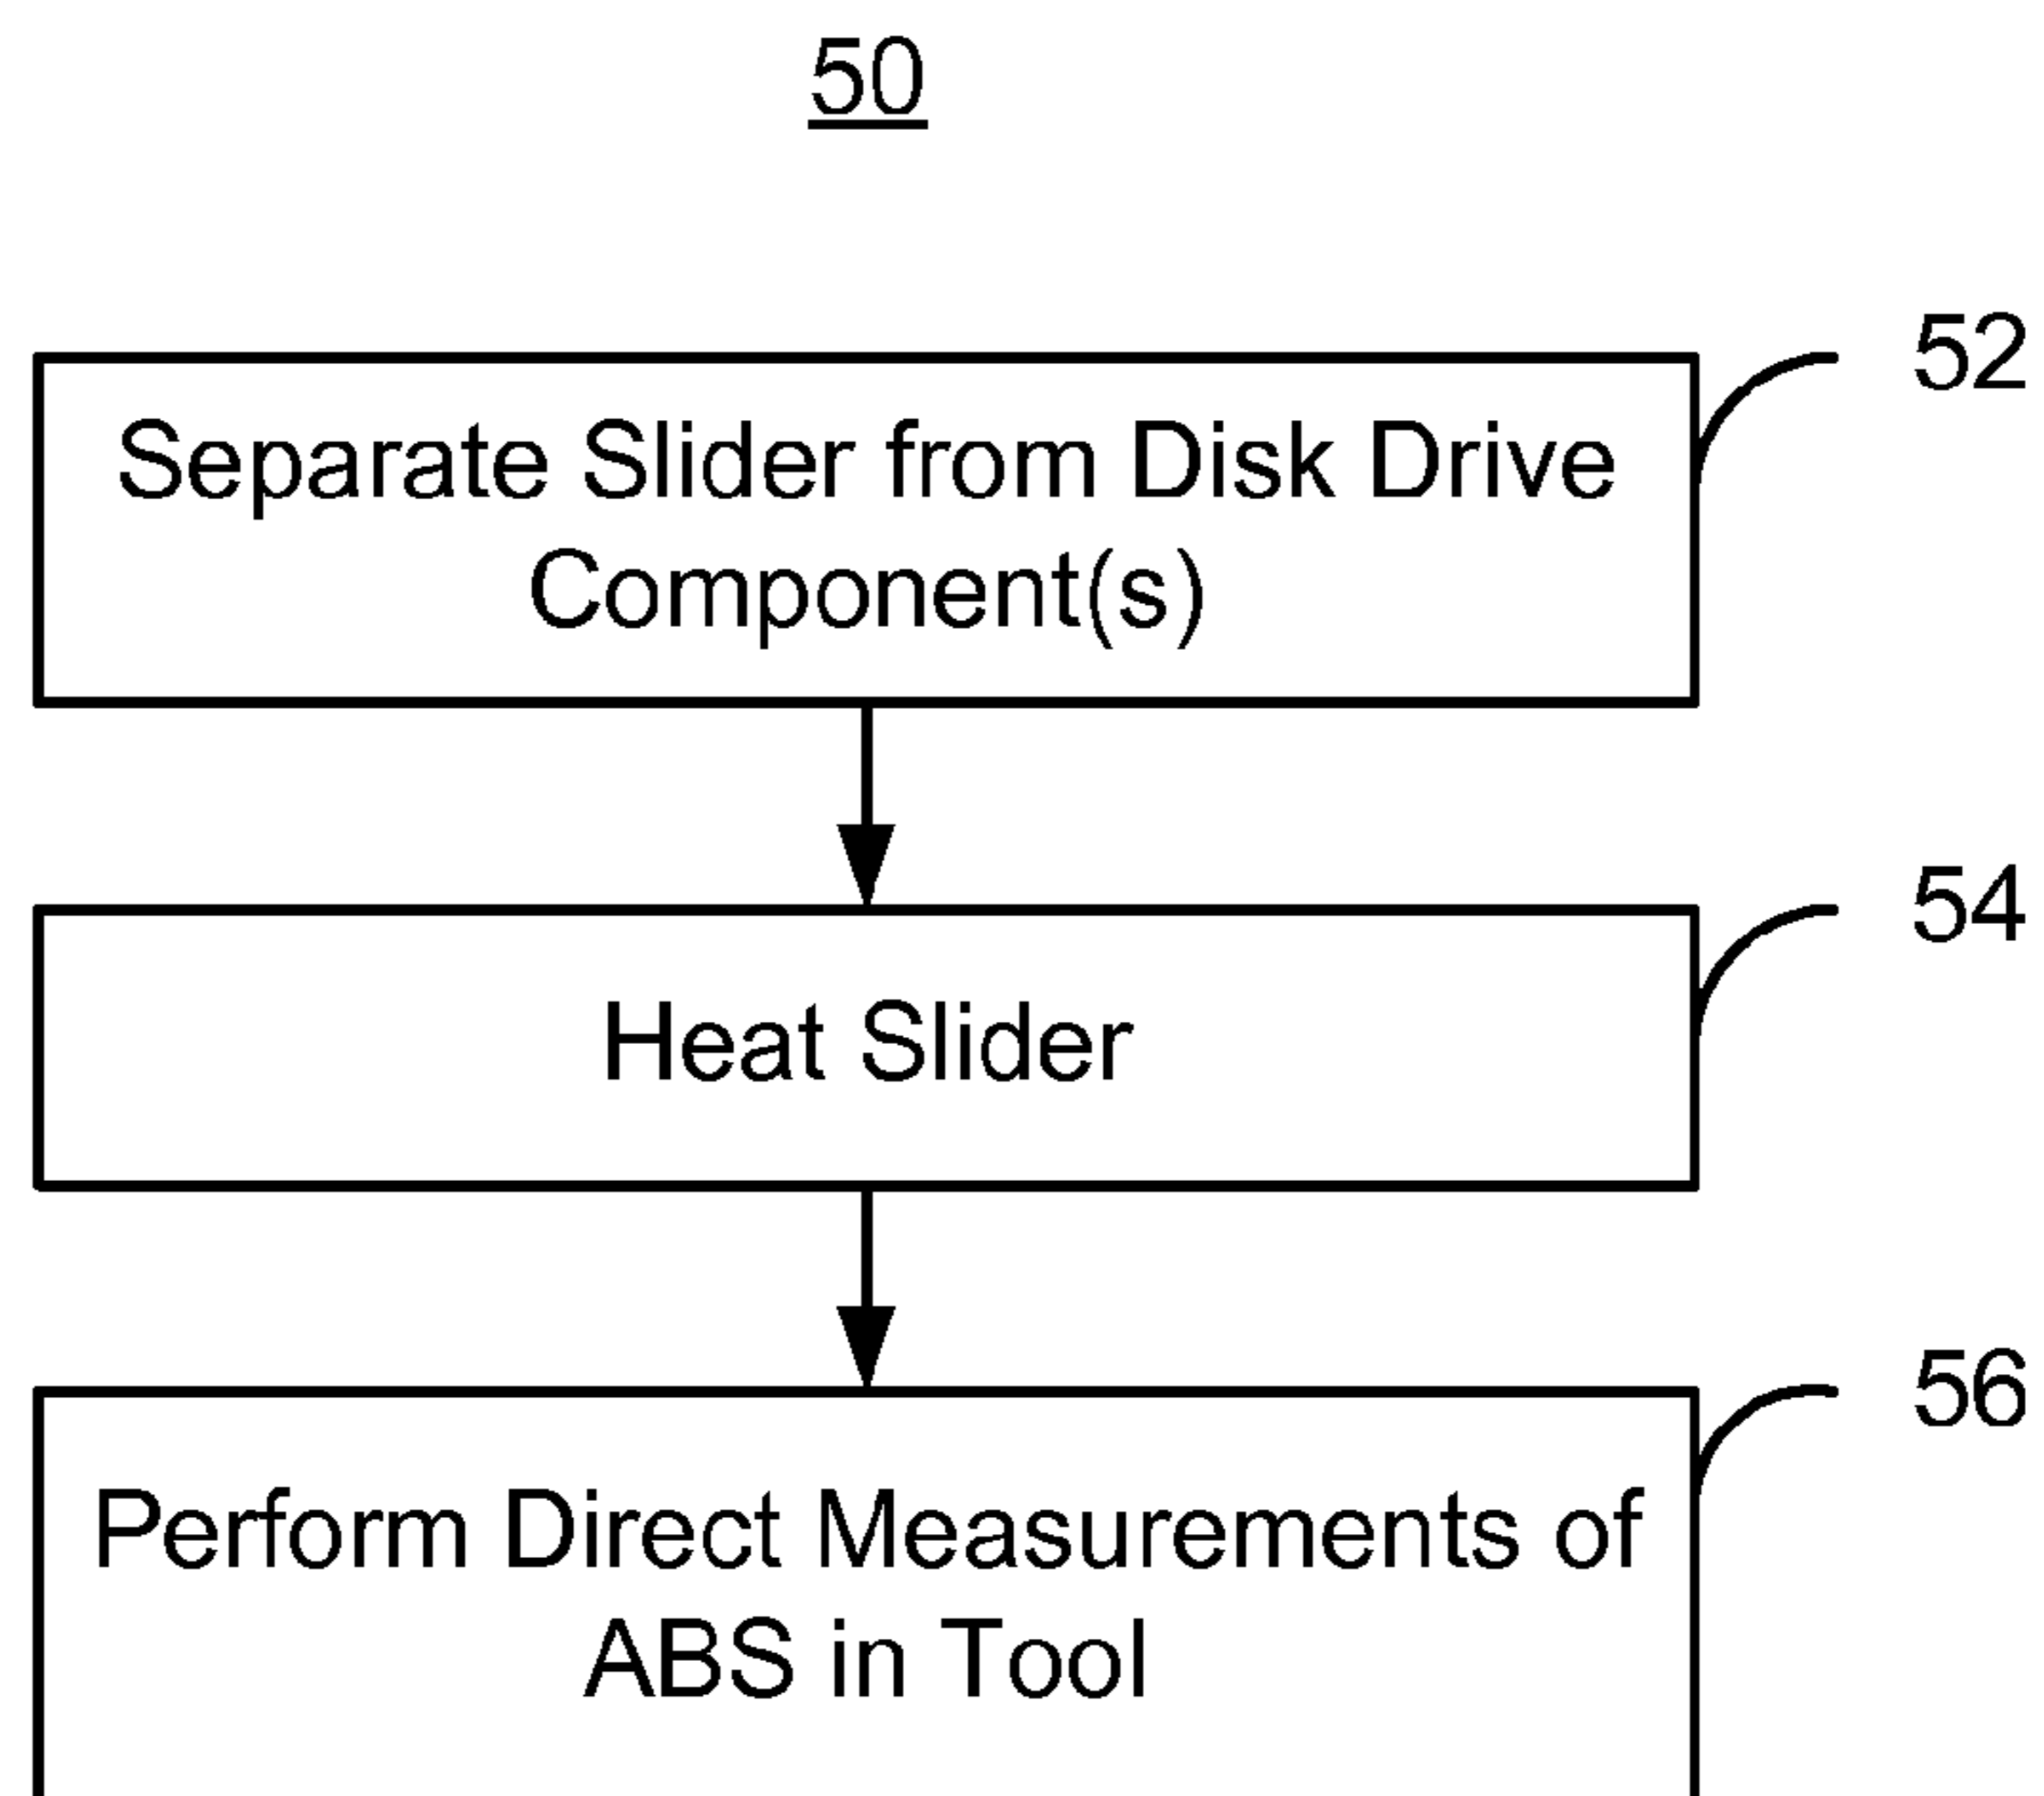 50
52
Separate Slider from Disk Drive
Component(s)
54
Heat Slider
56
Perform Direct Measurements of
ABS in Tool